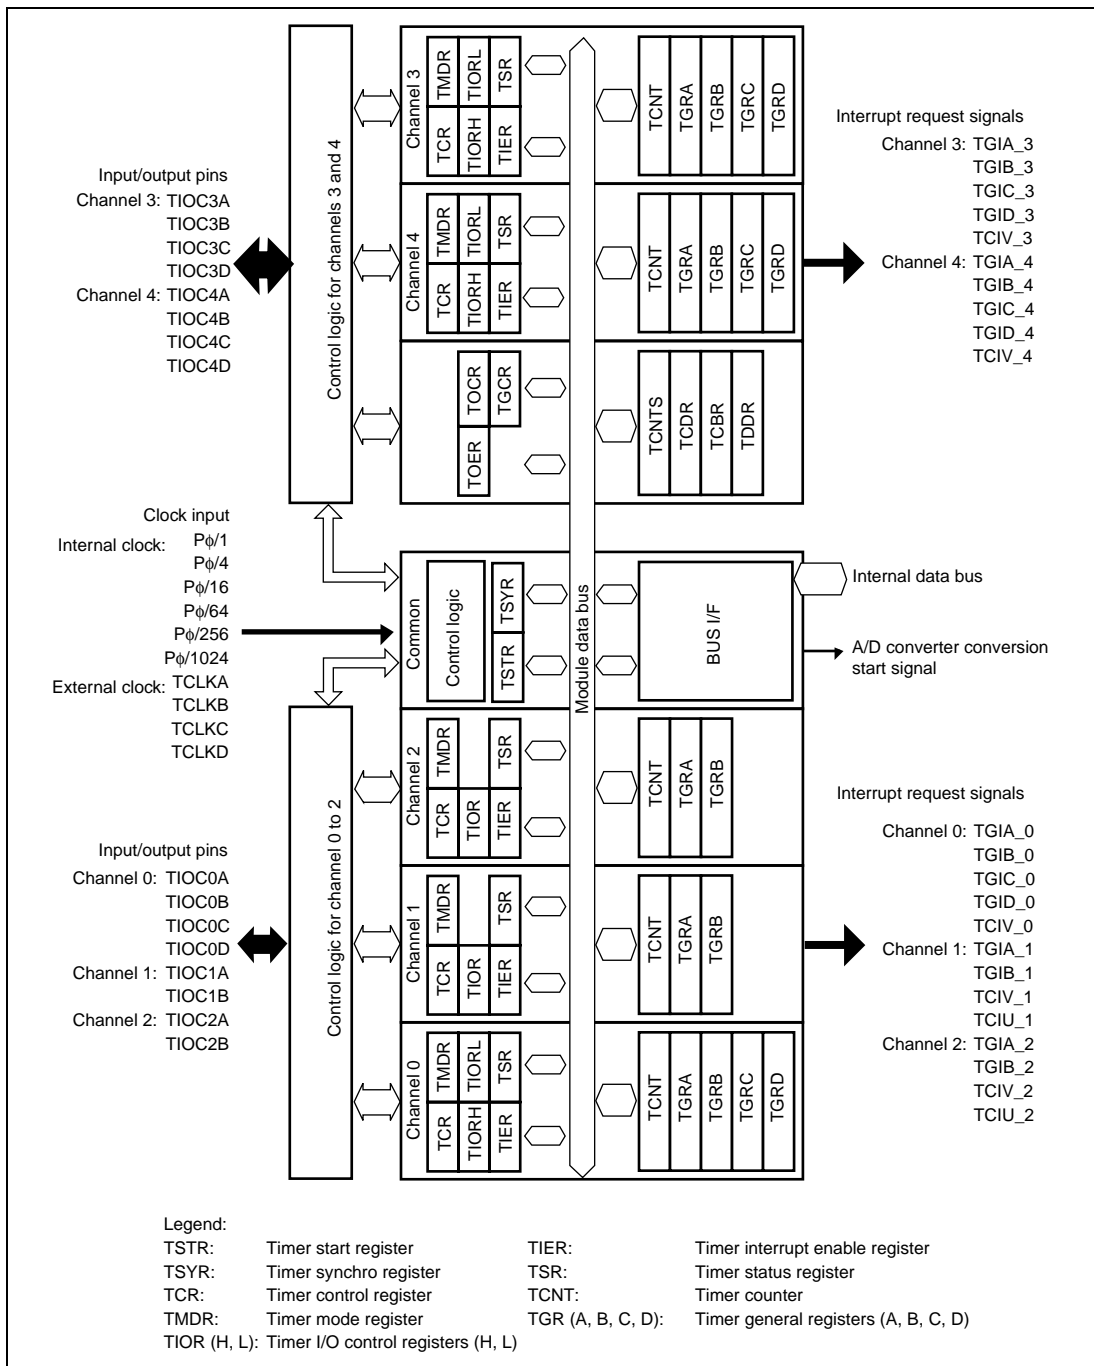 Input/output pins
Channel 3: TIOC3A
TIOC3B
TIOC3C
TIOC3D
Channel 4: TIOC4A
TIOC4B
TIOC4C
TIOC4D
Clock input
Internal clock: Pφ/1
Pφ/4
Pφ/16
Pφ/64
Pφ/256
Pφ/1024
External clock: TCLKA
TCLKB
TCLKC
TCLKD
Input/output pins
Channel 0: TIOC0A
TIOC0B
TIOC0C
TIOC0D
Channel 1: TIOC1A
TIOC1B
Channel 2: TIOC2A
TIOC2B
Control logic for channels 3 and 4
Control logic for channel 0 to 2
Channel 3
TMDR
TIORL
TSR
TCR
TIORH
TIER
TCNT
TGRA
TGRB
TGRC
TGRD
Channel 4
TMDR
TIORL
TSR
TCR
TIORH
TIER
TCNT
TGRA
TGRB
TGRC
TGRD
TOCR
TGCR
TOER
TCNTS
TCDR
TCBR
TDDR
Common
Control logic
TSYR
TSTR
Module data bus
BUS I/F
Channel 2
TMDR
TSR
TCR
TIOR
TIER
TCNT
TGRA
TGRB
Channel 1
TMDR
TSR
TCR
TIOR
TIER
TCNT
TGRA
TGRB
Channel 0
TMDR
TIORL
TSR
TCR
TIORH
TIER
TCNT
TGRA
TGRB
TGRC
TGRD
Interrupt request signals
Channel 3: TGIA_3
TGIB_3
TGIC_3
TGID_3
TCIV_3
Channel 4: TGIA_4
TGIB_4
TGIC_4
TGID_4
TCIV_4
Internal data bus
A/D converter conversion
start signal
Interrupt request signals
Channel 0: TGIA_0
TGIB_0
TGIC_0
TGID_0
TCIV_0
Channel 1: TGIA_1
TGIB_1
TCIV_1
TCIU_1
Channel 2: TGIA_2
TGIB_2
TCIV_2
TCIU_2
Legend:
TSTR: Timer start register
TSYR: Timer synchro register
TCR: Timer control register
TMDR: Timer mode register
TIOR (H, L): Timer I/O control registers (H, L)
TIER: Timer interrupt enable register
TSR: Timer status register
TCNT: Timer counter
TGR (A, B, C, D): Timer general registers (A, B, C, D)